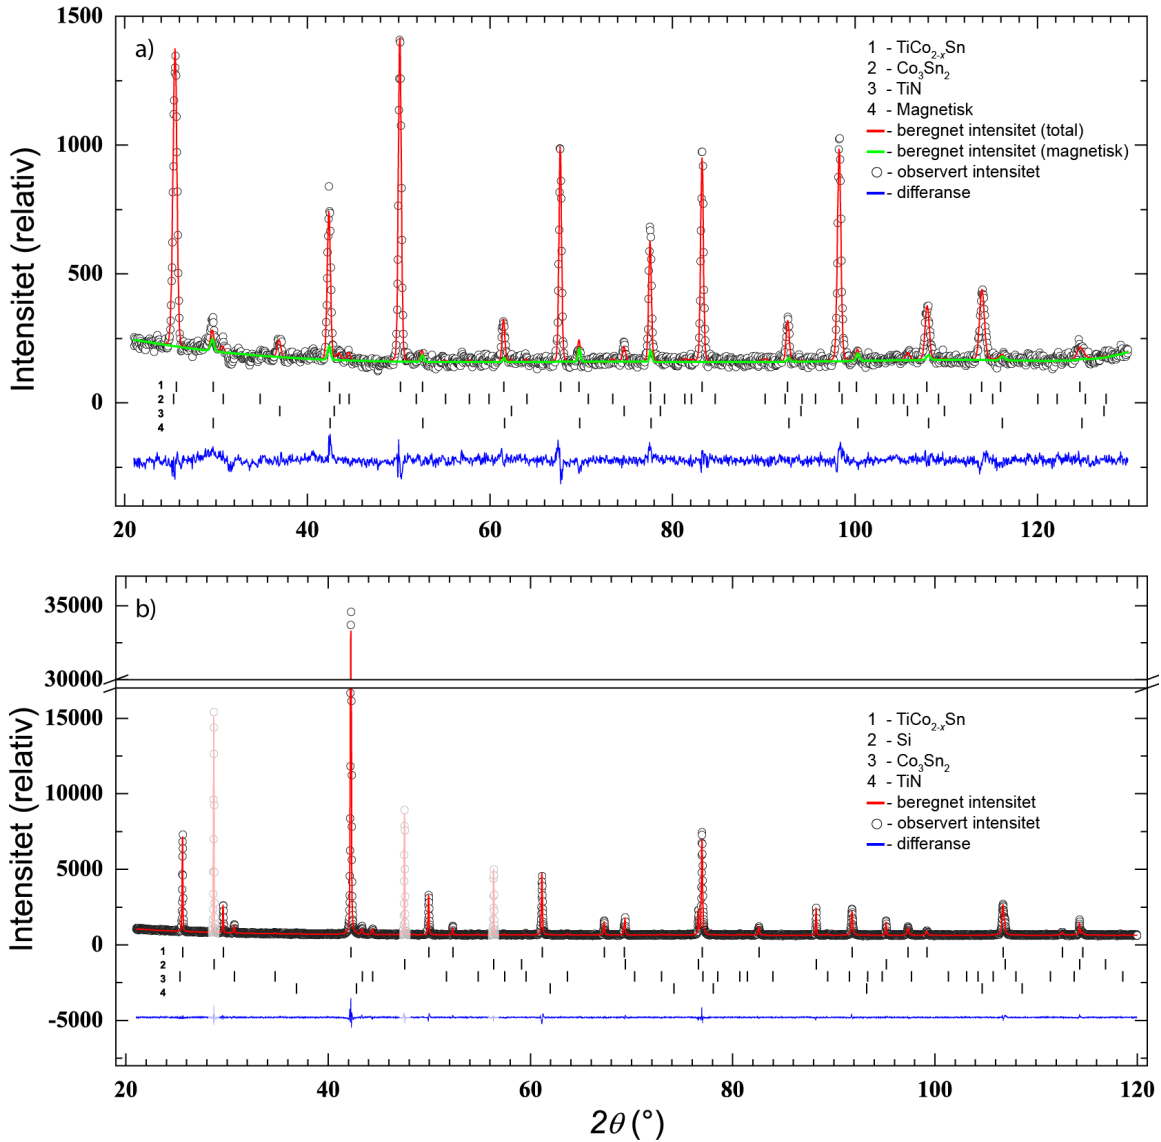 a)
1500
1000
500
0
Intensitet (relativ)
1 - TiCo2-xSn
2 - Co3Sn2
3 - TiN
4 - Magnetisk
- beregnet intensitet (total)
- beregnet intensitet (magnetisk)
- observert intensitet
- differanse
1
2
3
4
20 40 60 80 100 120
b)
35000
30000
15000
10000
5000
0
-5000
Intensitet (relativ)
1 - TiCo2-xSn
2 - Si
3 - Co3Sn2
4 - TiN
- beregnet intensitet
- observert intensitet
- differanse
1
2
3
4
20 40 60 80 100 120
2θ (°)